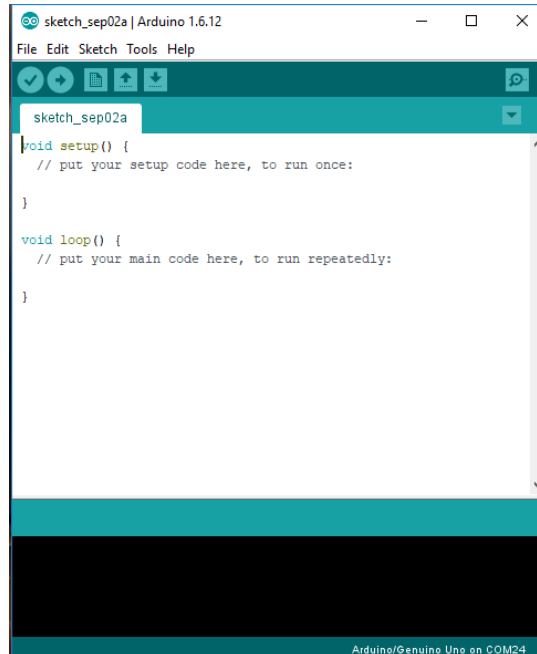 sketch_sep02a | Arduino 1.6.12
File Edit Sketch Tools Help
sketch_sep02a
void setup() {
// put your setup code here, to run once:
}
void loop() {
// put your main code here, to run repeatedly:
}
Arduino/Genuino Uno on COM24